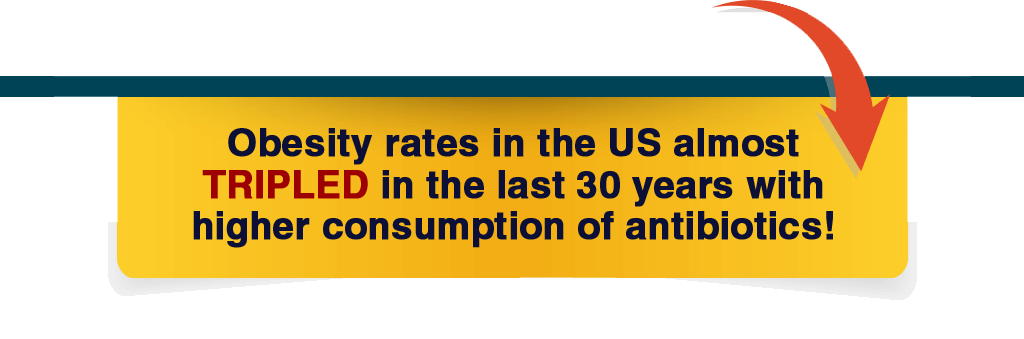 Obesity rates in the US almost
TRIPLED in the last 30 years with
higher consumption of antibiotics!